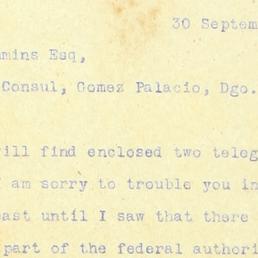 30 Septem
mins Esq,
Consul, Gomez Palacio, Dgo.
ill find enclosed two teleg
I am sorry to trouble you in
east until I saw that there
part of the federal authori